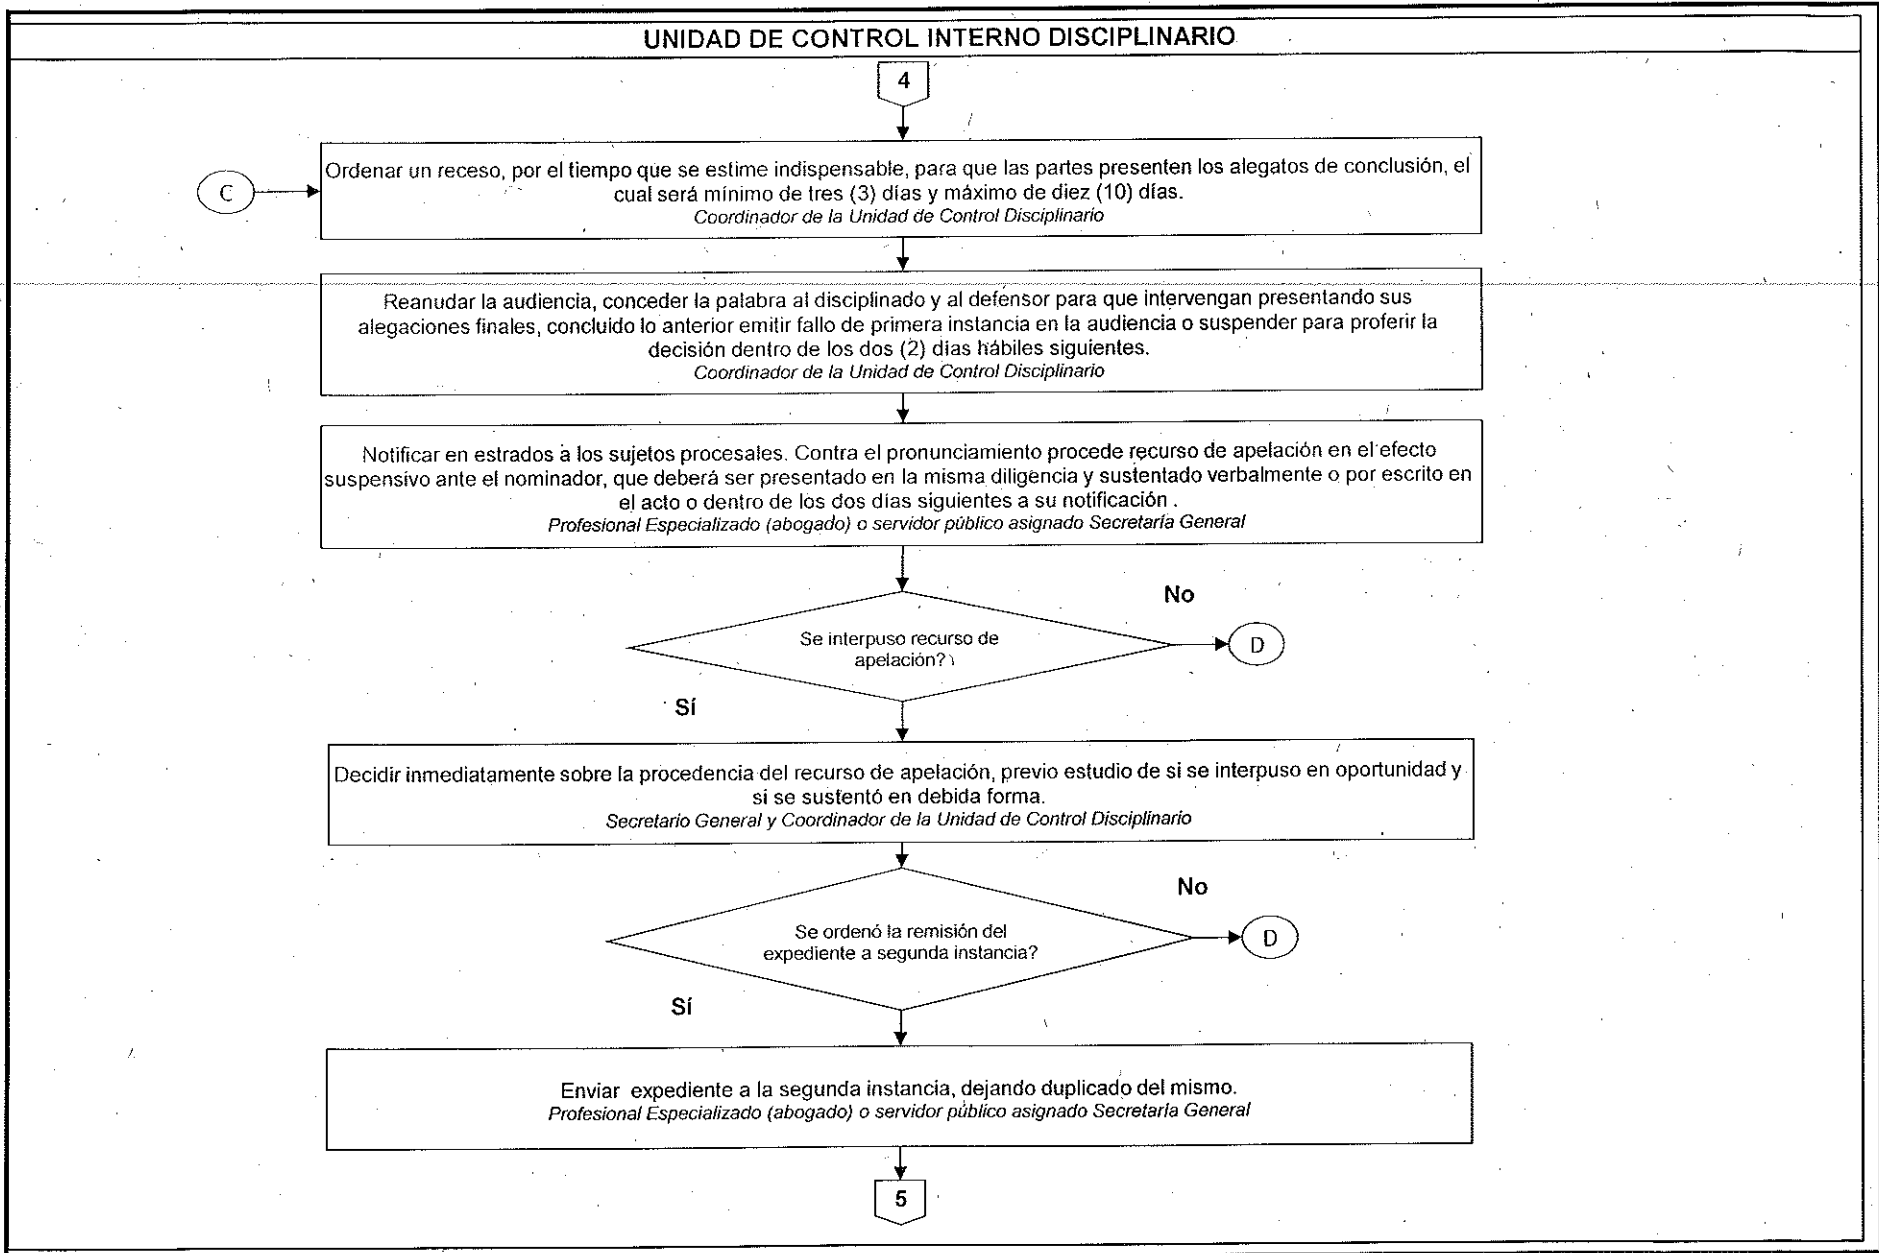 UNIDAD DE CONTROL INTERNO DISCIPLINARIO
4
C
Ordenar un receso, por el tiempo que se estime indispensable, para que las partes presenten los alegatos de conclusión, el
cual será mínimo de tres (3) días y máximo de diez (10) días.
Coordinador de la Unidad de Control Disciplinario
Reanudar la audiencia, conceder la palabra al disciplinado y al defensor para que intervengan presentando sus
alegaciones finales, concluido lo anterior emitir fallo de primera instancia en la audiencia o suspender para proferir la
decisión dentro de los dos (2) días hábiles siguientes.
Coordinador de la Unidad de Control Disciplinario
Notificar en estrados a los sujetos procesales. Contra el pronunciamiento procede recurso de apelación en el efecto
suspensivo ante el nominador, que deberá ser presentado en la misma diligencia y sustentado verbalmente o por escrito en
el acto o dentro de los dos días siguientes a su notificación .
Profesional Especializado (abogado) o servidor público asignado Secretaría General
No
Se interpuso recurso de
apelación?
D
Sí
Decidir inmediatamente sobre la procedencia del recurso de apelación, previo estudio de si se interpuso en oportunidad y
si se sustentó en debida forma.
Secretario General y Coordinador de la Unidad de Control Disciplinario
No
Se ordenó la remisión del
expediente a segunda instancia?
D
Sí
Enviar expediente a la segunda instancia, dejando duplicado del mismo.
Profesional Especializado (abogado) o servidor público asignado Secretaría General
5